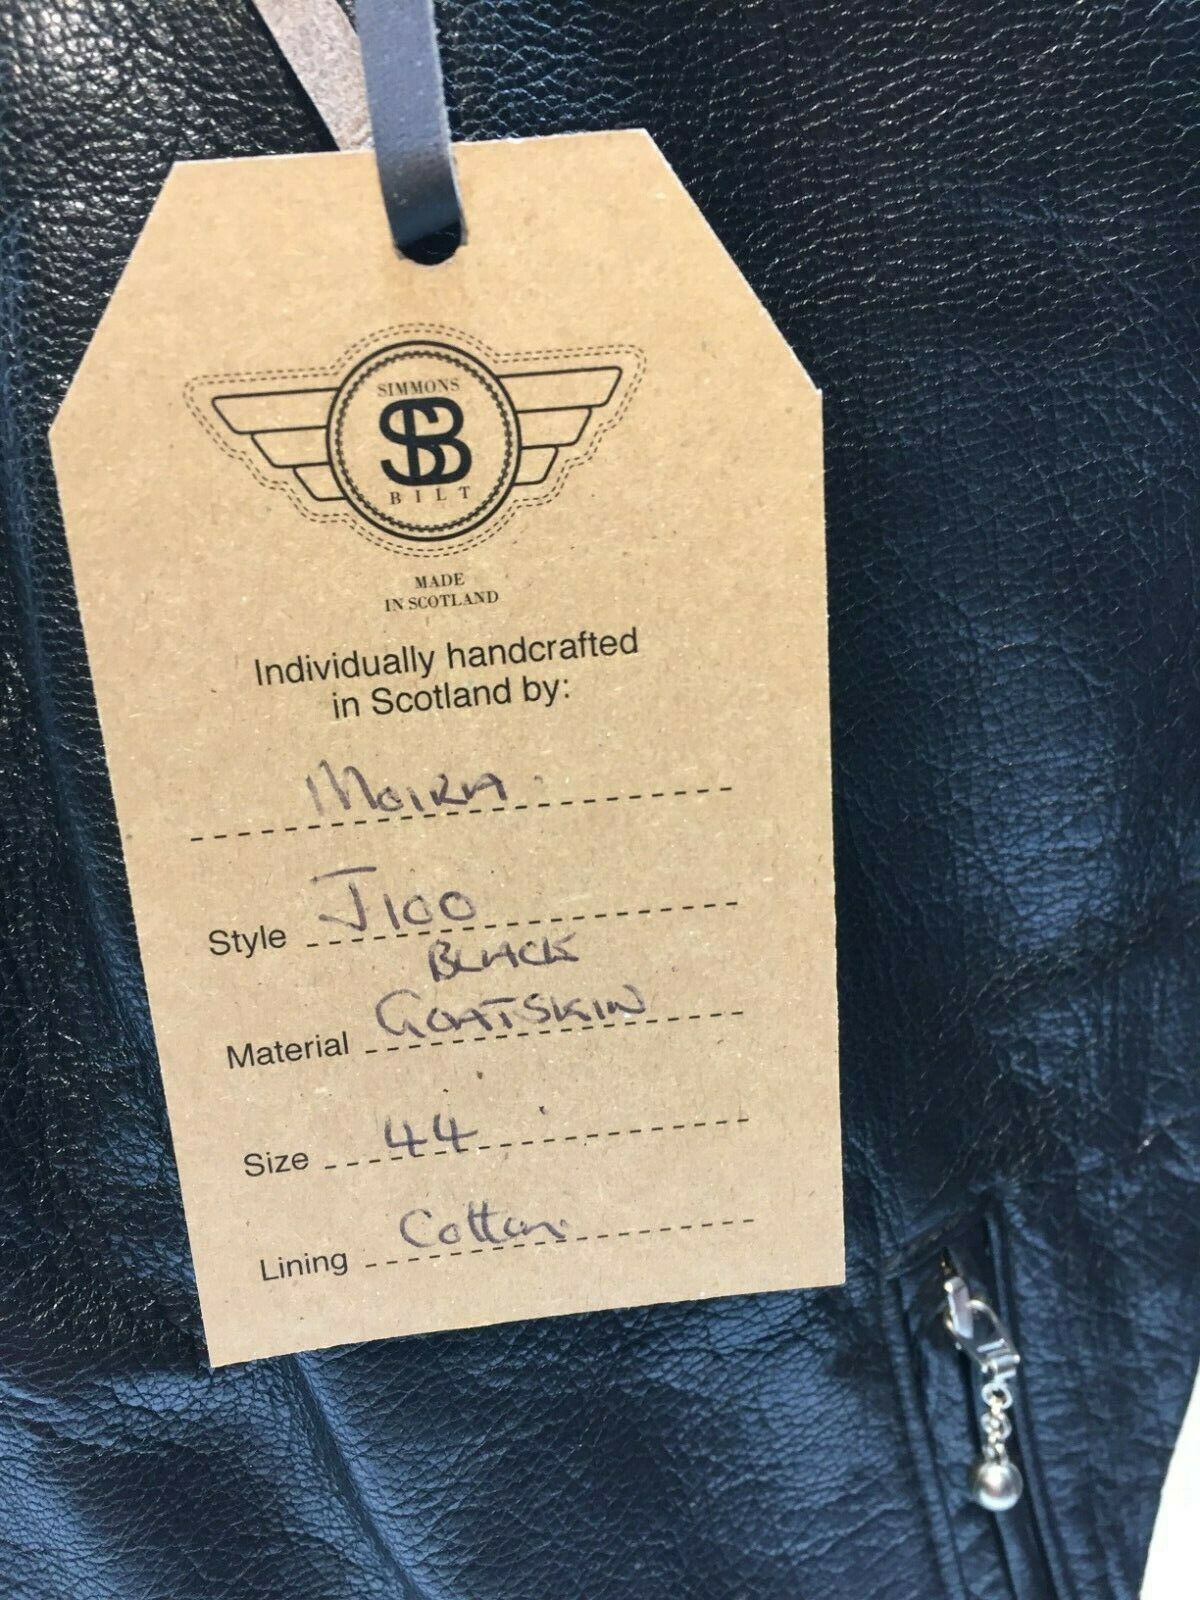 SIMMONS
SB
BILT
MADE
IN SCOTLAND
Individually handcrafted
in Scotland by:
MOIRA.
Style J100
BLACK
Material GOATSKIN
Size 44
Lining Cotton.